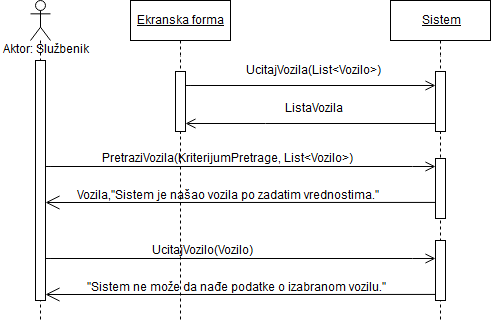 Ekranska forma
Sistem
Aktor: Službenik
UcitajVozila(List<Vozilo>)
ListaVozila
PretraziVozila(KriterijumPretrage, List<Vozilo>)
Vozila,"Sistem je našao vozila po zadatim vrednostima."
UcitajVozilo(Vozilo)
"Sistem ne može da nađe podatke o izabranom vozilu."